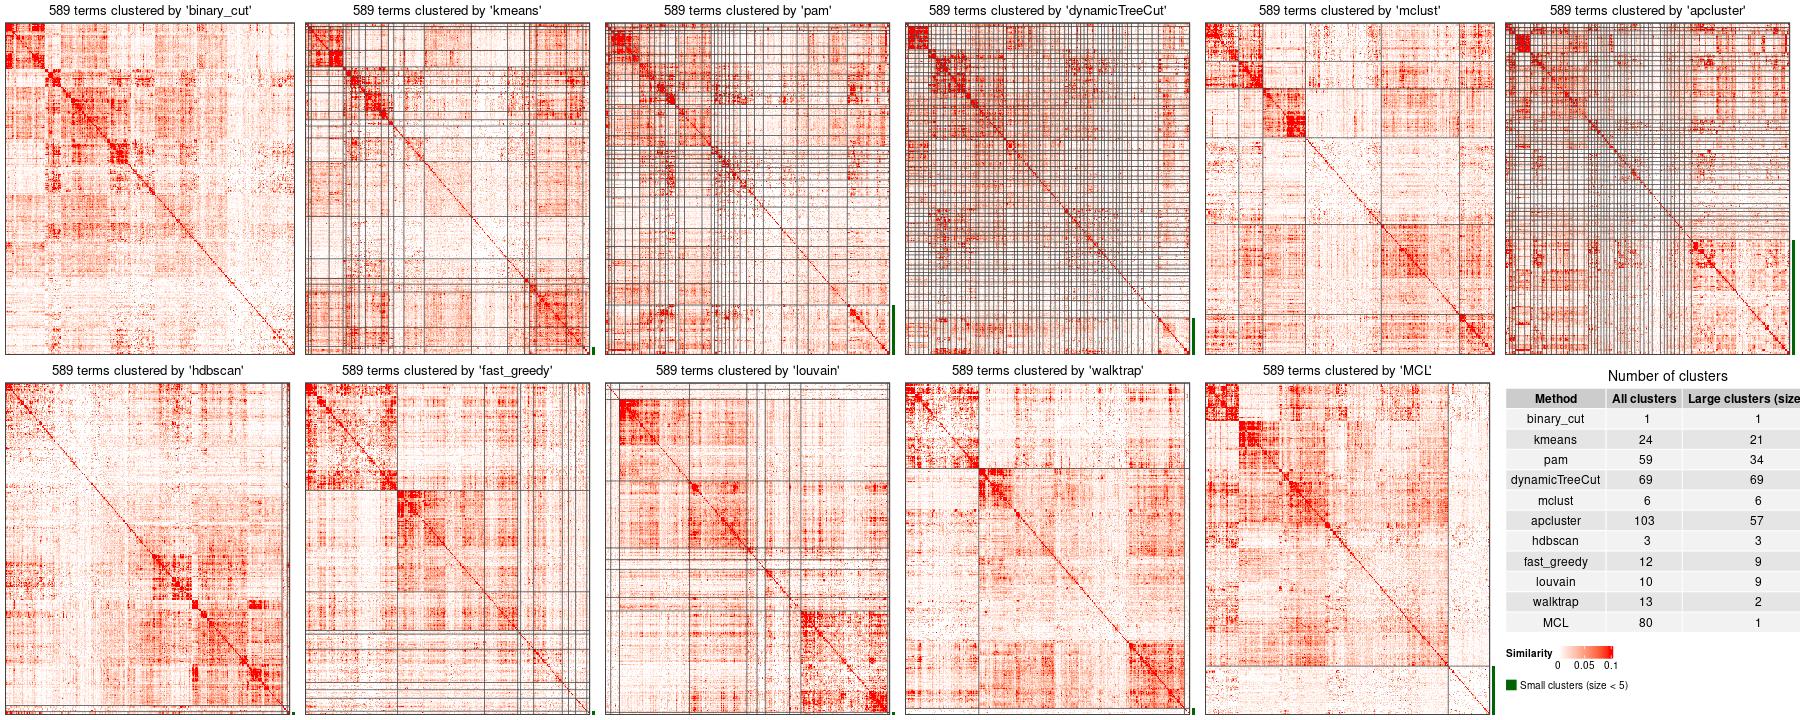 589 terms clustered by 'binary_cut'
589 terms clustered by 'kmeans'
589 terms clustered by 'pam'
589 terms clustered by 'dynamicTreeCut'
589 terms clustered by 'mclust'
589 terms clustered by 'apcluster'
589 terms clustered by 'hdbscan'
589 terms clustered by 'fast_greedy'
589 terms clustered by 'louvain'
589 terms clustered by 'walktrap'
589 terms clustered by 'MCL'
Number of clusters
Method All clusters Large clusters (size
binary_cut 1 1
kmeans 24 21
pam 59 34
dynamicTreeCut 69 69
mclust 6 6
apcluster 103 57
hdbscan 3 3
fast_greedy 12 9
louvain 10 9
walktrap 13 2
MCL 80 1
Similarity
0 0.05 0.1
Small clusters (size < 5)